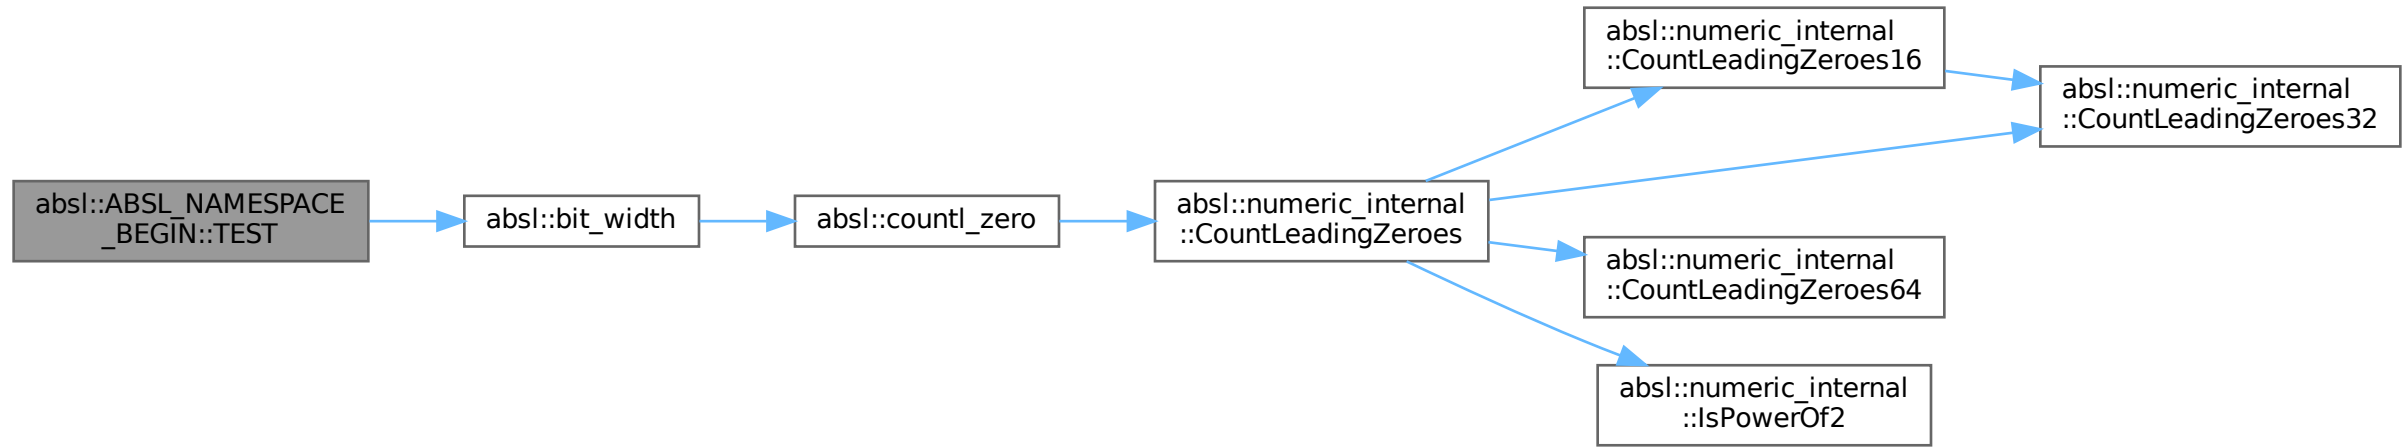 absl::ABSL_NAMESPACE
_BEGIN::TEST
absl::bit_width
absl::countl_zero
absl::numeric_internal
::CountLeadingZeroes
absl::numeric_internal
::CountLeadingZeroes16
absl::numeric_internal
::CountLeadingZeroes32
absl::numeric_internal
::CountLeadingZeroes64
absl::numeric_internal
::IsPowerOf2